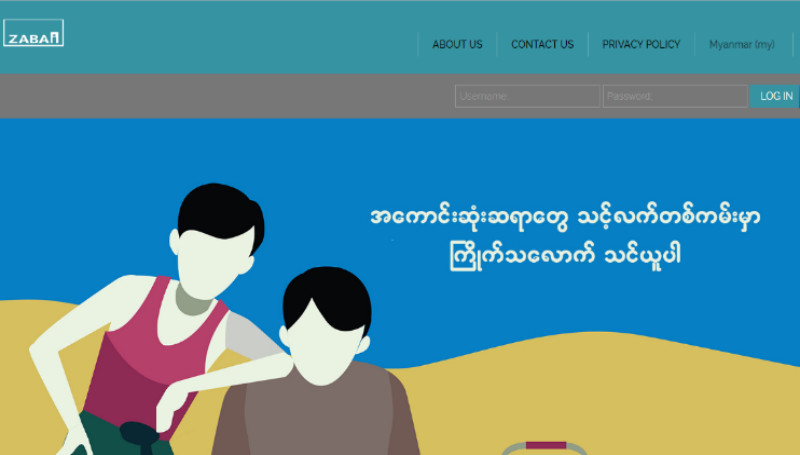 ZABAN
ABOUT US CONTACT US PRIVACY POLICY Myanmar (my)
Username Password LOG IN
အကောင်းဆုံးဆရာတွေ သင့်လက်တစ်ကမ်းမှာ
ကြိုက်သလောက် သင်ယူပါ